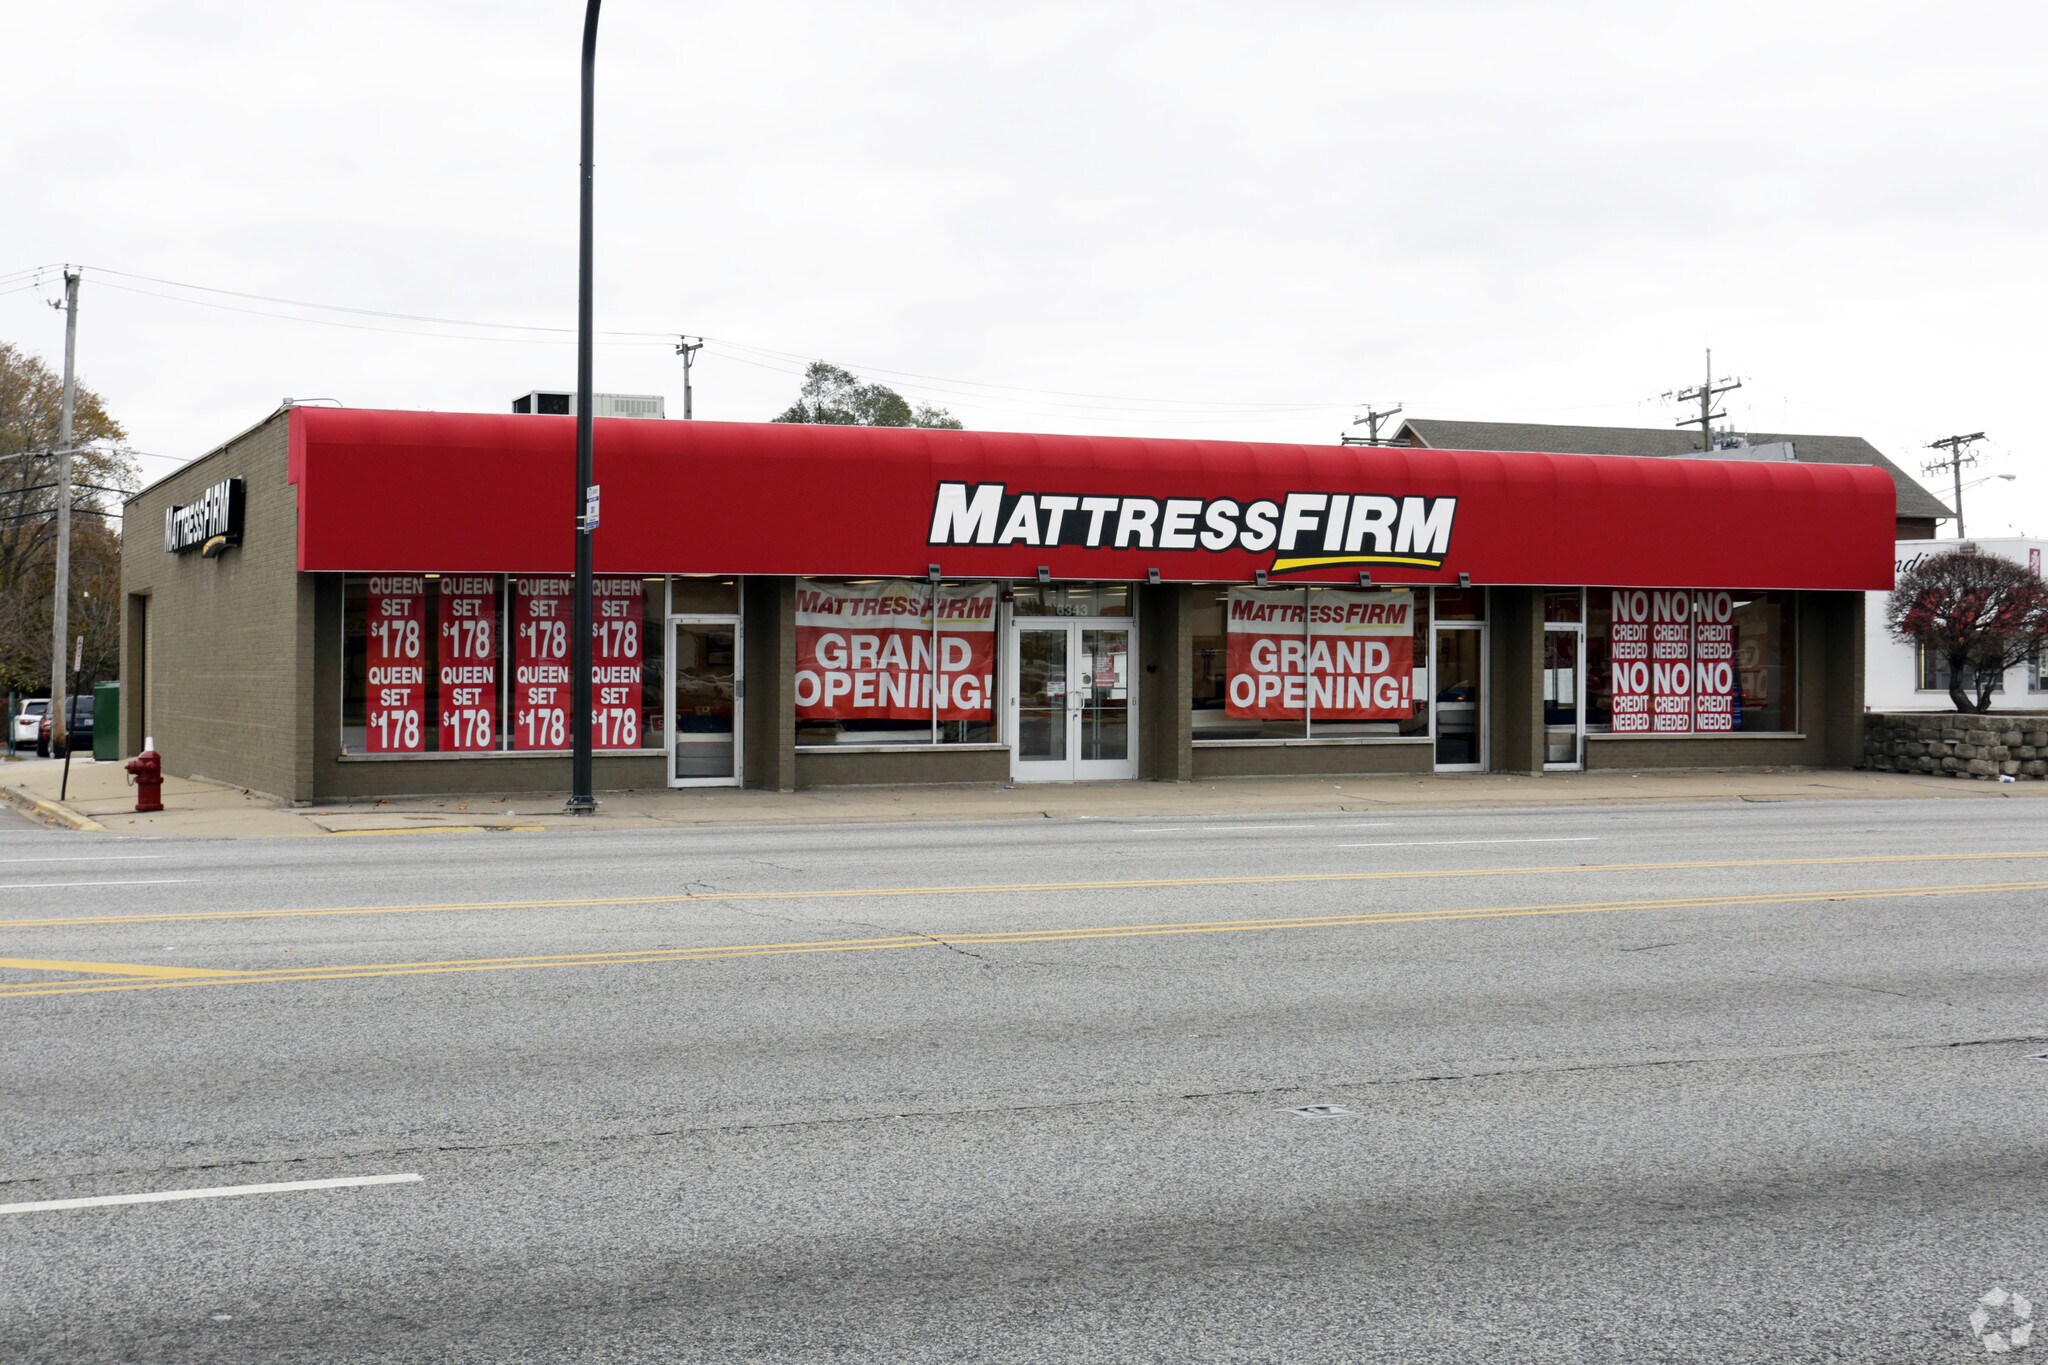 MATTRESSFIRM
MATTRESSFIRM
QUEEN SET $178
QUEEN SET $178
QUEEN SET $178
QUEEN SET $178
QUEEN SET $178
QUEEN SET $178
QUEEN SET $178
QUEEN SET $178
MATTRESSFIRM
GRAND
OPENING!
6343
MATTRESSFIRM
GRAND
OPENING!
NO NO NO
CREDIT CREDIT CREDIT
NEEDED NEEDED NEEDED
NO NO NO
CREDIT CREDIT CREDIT
NEEDED NEEDED NEEDED